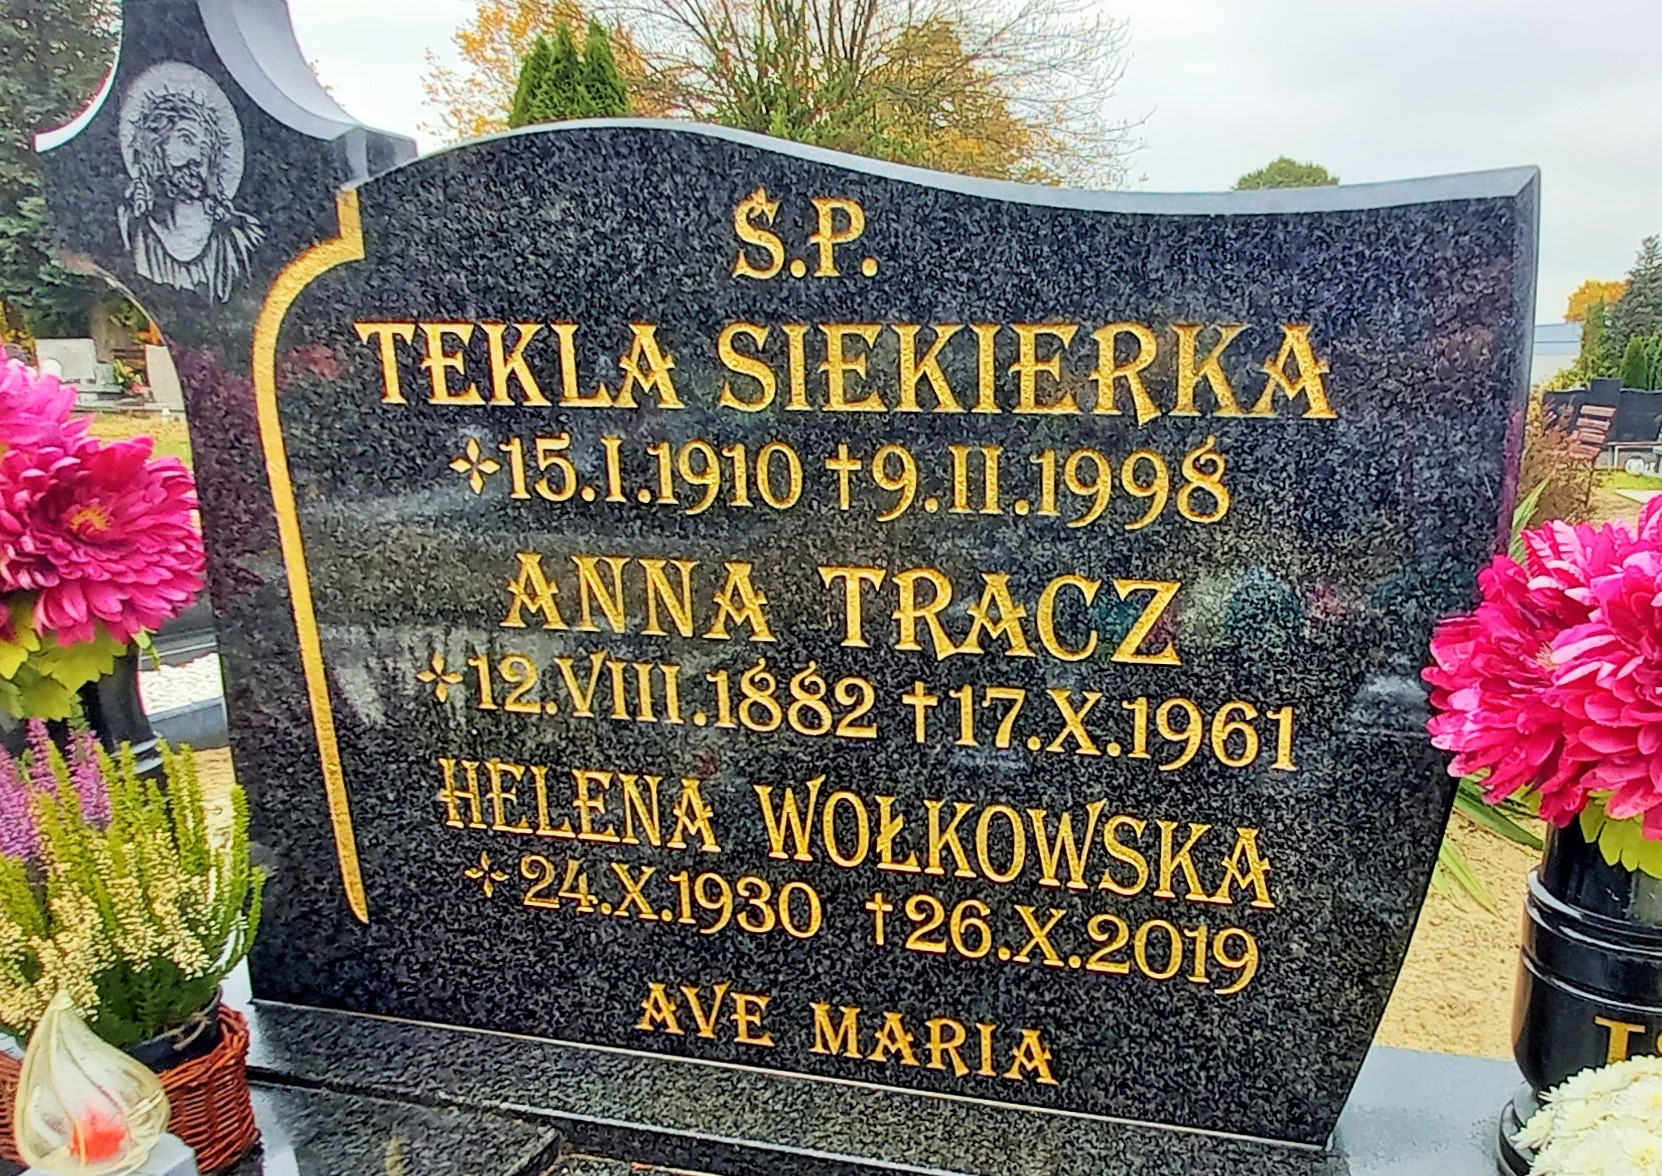 Ś.P.
TEKLA SIEKIERKA
✧15.I.1910 †9.II.1998
ANNA TRACZ
✧12.VIII.1882 †17.X.1961
HELENA WOŁKOWSKA
✧24.X.1930 †26.X.2019
AVE MARIA